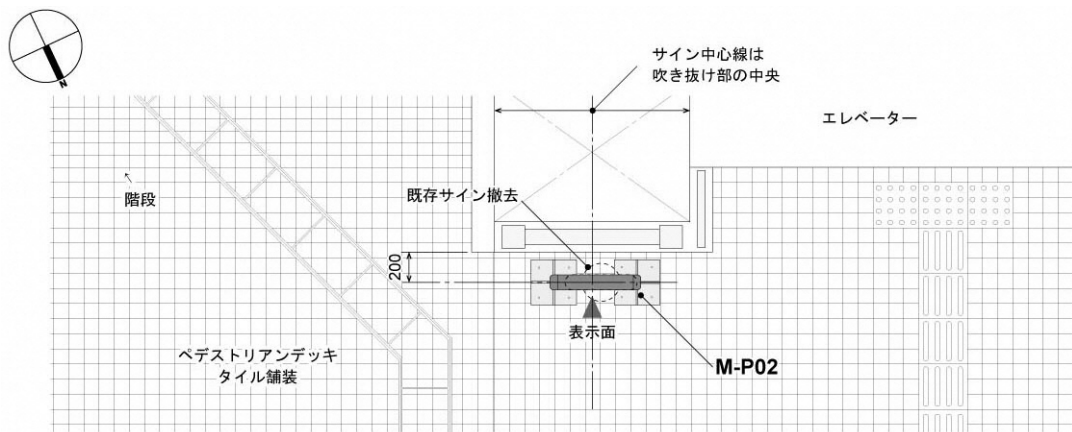 サイン中心線は
吹き抜け部の中央
エレベーター
N
階段
既存サイン撤去
200
表示面
M-P02
ペデストリアンデッキ
タイル舗装